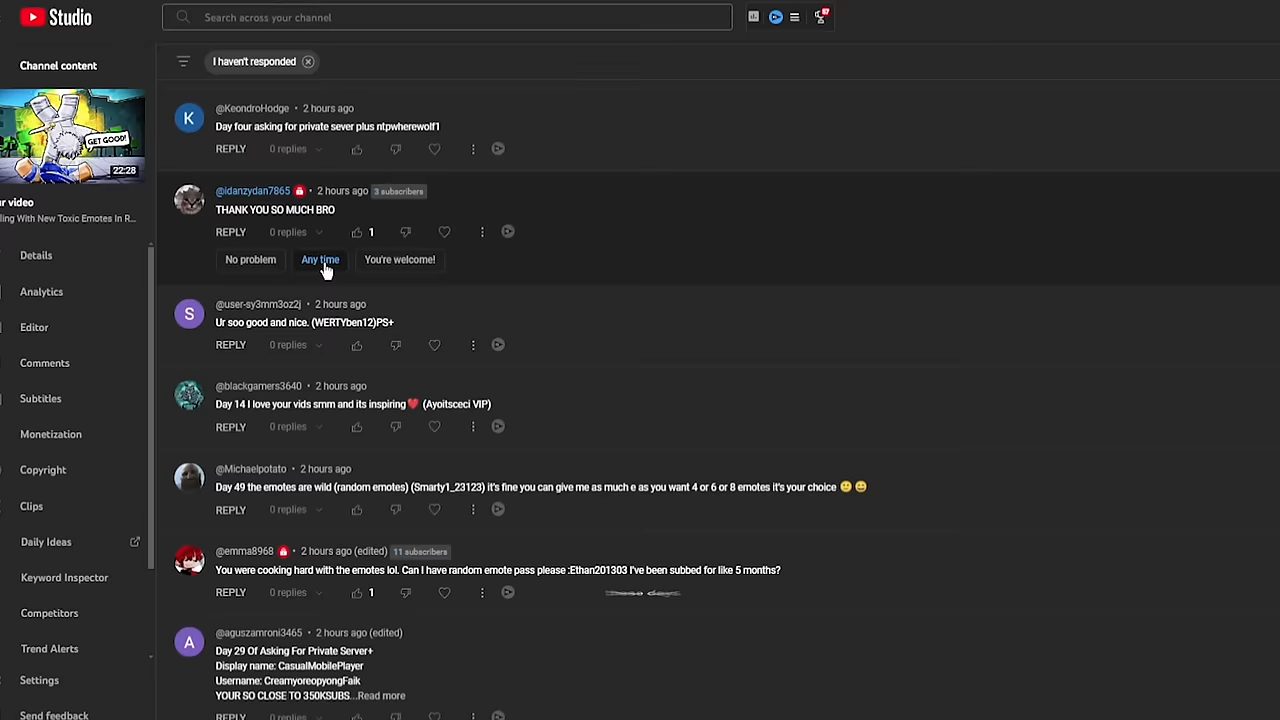 Studio
Search across your channel
Channel content
I haven't responded
GET GOOD!
22:28
ur video
ling With New Toxic Emotes In R...
Details
Analytics
Editor
Comments
Subtitles
Monetization
Copyright
Clips
Daily Ideas
Keyword Inspector
Competitors
Trend Alerts
Settings
Send feedback
K
@KeondroHodge • 2 hours ago
Day four asking for private sever plus ntpwherewolf1
REPLY 0 replies
@idanzydan7865 • 2 hours ago 3 subscribers
THANK YOU SO MUCH BRO
REPLY 0 replies 1
No problem Any time You're welcome!
S
@user-sy3mm3oz2j • 2 hours ago
Ur soo good and nice. (WERTYben12)PS+
REPLY 0 replies
@blackgamers3640 • 2 hours ago
Day 14 I love your vids smm and its inspiring❤️ (Ayoitsceci VIP)
REPLY 0 replies
@Michaelpotato • 2 hours ago
Day 49 the emotes are wild (random emotes) (Smarty1_23123) it's fine you can give me as much e as you want 4 or 6 or 8 emotes it's your choice 🙂 😄
REPLY 0 replies
@emma8968 • 2 hours ago (edited) 11 subscribers
You were cooking hard with the emotes lol. Can I have random emote pass please :Ethan201303 I've been subbed for like 5 months?
REPLY 0 replies 1
A
@aguszamroni3465 • 2 hours ago (edited)
Day 29 Of Asking For Private Server+
Display name: CasualMobilePlayer
Username: CreamyoreopyongFaik
YOUR SO CLOSE TO 350KSUBS...Read more
REPLY 0 replies